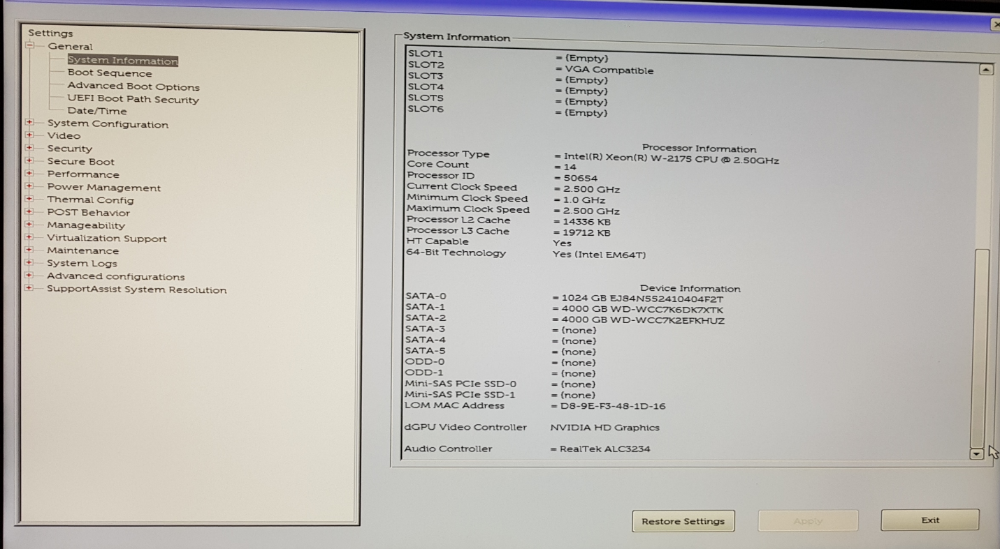 Settings
General
System Information
Boot Sequence
Advanced Boot Options
UEFI Boot Path Security
Date/Time
System Configuration
Video
Security
Secure Boot
Performance
Power Management
Thermal Config
POST Behavior
Manageability
Virtualization Support
Maintenance
System Logs
Advanced configurations
SupportAssist System Resolution
System Information
SLOT1 = {Empty}
SLOT2 = VGA Compatible
SLOT3 = {Empty}
SLOT4 = {Empty}
SLOT5 = {Empty}
SLOT6 = {Empty}
Processor Information
Processor Type = Intel(R) Xeon(R) W-2175 CPU @ 2.50GHz
Core Count = 14
Processor ID = 50654
Current Clock Speed = 2.500 GHz
Minimum Clock Speed = 1.0 GHz
Maximum Clock Speed = 2.500 GHz
Processor L2 Cache = 14336 KB
Processor L3 Cache = 19712 KB
HT Capable Yes
64-Bit Technology Yes (Intel EM64T)
Device Information
SATA-0 = 1024 GB EJ84N552410404F2T
SATA-1 = 4000 GB WD-WCC7K6DK7XTK
SATA-2 = 4000 GB WD-WCC7K2EFKHUZ
SATA-3 = {none}
SATA-4 = {none}
SATA-5 = {none}
ODD-0 = {none}
ODD-1 = {none}
Mini-SAS PCIe SSD-0 = {none}
Mini-SAS PCIe SSD-1 = {none}
LOM MAC Address = D8-9E-F3-48-1D-16
dGPU Video Controller NVIDIA HD Graphics
Audio Controller = RealTek ALC3234
Restore Settings
Apply
Exit